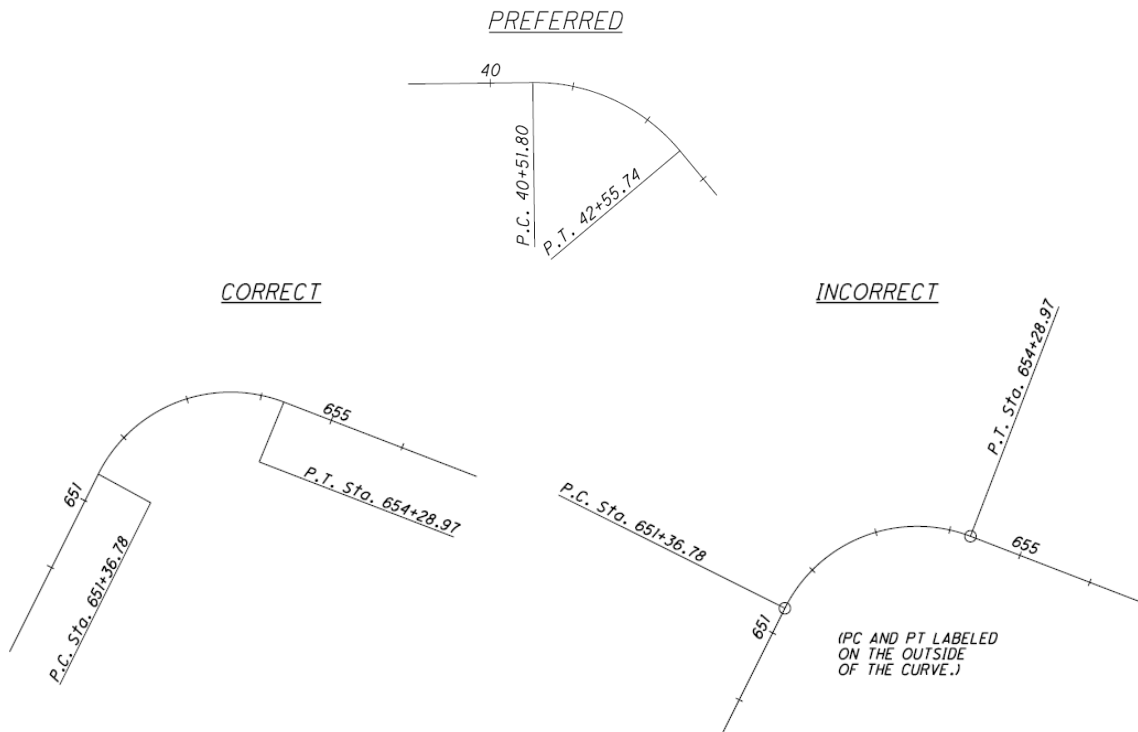 PREFERRED
40
P.C. 40+51.80
P.T. 42+55.74
CORRECT
651
P.C. Sta. 651+36.78
655
P.T. Sta. 654+28.97
INCORRECT
P.C. Sta. 651+36.78
P.T. Sta. 654+28.97
651
655
(PC AND PT LABELED
ON THE OUTSIDE
OF THE CURVE.)